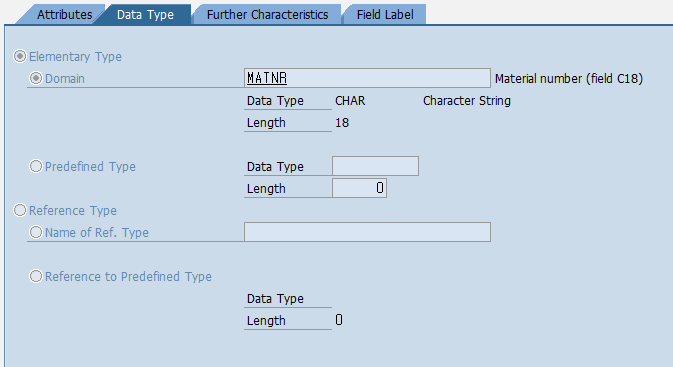 Attributes Data Type Further Characteristics Field Label
Elementary Type
Domain MATNR Material number (field C18)
Data Type CHAR Character String
Length 18
Predefined Type Data Type
Length 0
Reference Type
Name of Ref. Type
Reference to Predefined Type
Data Type
Length 0